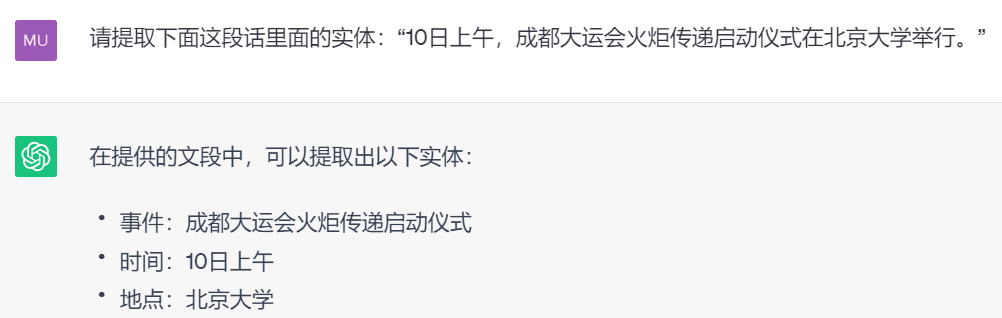 MU
请提取下面这段话里面的实体：“10日上午，成都大运会火炬传递启动仪式在北京大学举行。”
在提供的文段中，可以提取出以下实体：
• 事件：成都大运会火炬传递启动仪式
• 时间：10日上午
• 地点：北京大学